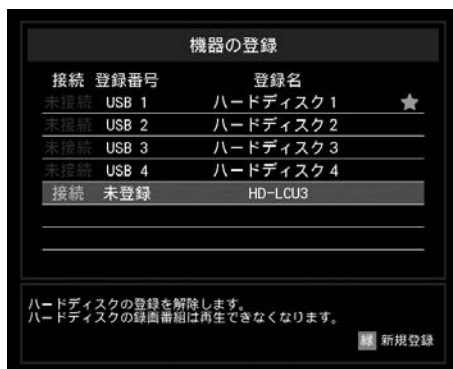 機器の登録
接続 登録番号 登録名
未接続 USB 1 ハードディスク1 ★
未接続 USB 2 ハードディスク2
未接続 USB 3 ハードディスク3
未接続 USB 4 ハードディスク4
接続 未登録 HD-LCU3
ハードディスクの登録を解除します。
ハードディスクの録画番組は再生できなくなります。
緑 新規登録